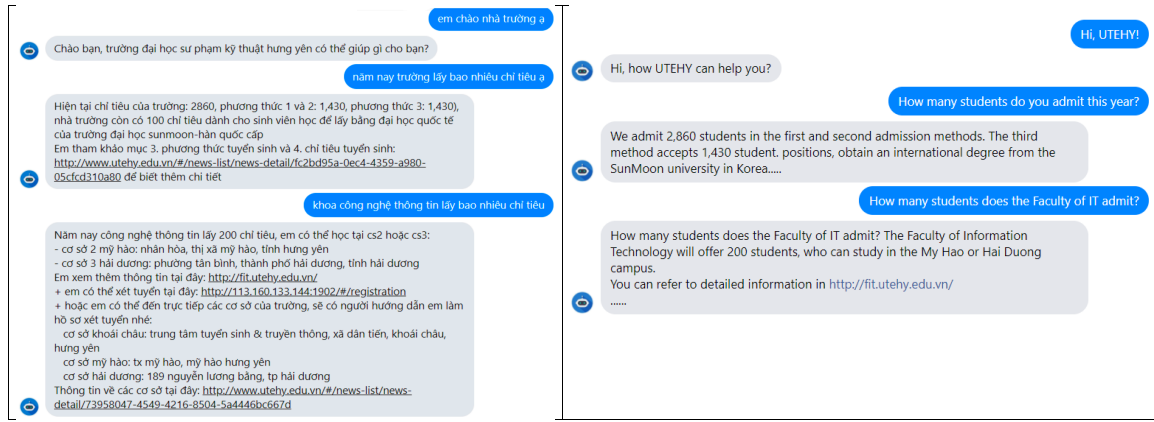 em chào nhà trường ạ
Chào bạn, trường đại học sư phạm kỹ thuật hưng yên có thể giúp gì cho bạn?
năm nay trường lấy bao nhiêu chỉ tiêu ạ
Hiện tại chỉ tiêu của trường: 2860, phương thức 1 và 2: 1,430, phương thức 3: 1,430),
nhà trường còn có 100 chỉ tiêu dành cho sinh viên học để lấy bằng đại học quốc tế
của trường đại học sunmoon-hàn quốc cấp
Em tham khảo mục 3. phương thức tuyển sinh và 4. chỉ tiêu tuyển sinh:
http://www.utehy.edu.vn/#/news-list/news-detail/fc2bd95a-0ec4-4359-a980-
05cfcd310a80 để biết thêm chi tiết
khoa công nghệ thông tin lấy bao nhiêu chỉ tiêu
Năm nay công nghệ thông tin lấy 200 chỉ tiêu, em có thể học tại cs2 hoặc cs3:
- cơ sở 2 mỹ hào: nhân hòa, thị xã mỹ hào, tỉnh hưng yên
- cơ sở 3 hải dương: phường tân bình, thành phố hải dương, tỉnh hải dương
Em xem thêm thông tin tại đây: http://fit.utehy.edu.vn/
+ em có thể xét tuyển tại đây: http://113.160.133.144:1902/#/registration
+ hoặc em có thể đến trực tiếp các cơ sở của trường, sẽ có người hướng dẫn em làm
hồ sơ xét tuyển nhé:
cơ sở khoái châu: trung tâm tuyển sinh & truyền thông, xã dân tiến, khoái châu,
hưng yên
cơ sở mỹ hào: tx mỹ hào, mỹ hào hưng yên
cơ sở hải dương: 189 nguyễn lương bằng, tp hải dương
Thông tin về các cơ sở tại đây: http://www.utehy.edu.vn/#/news-list/news-
detail/73958047-4549-4216-8504-5a4446bc667d
Hi, UTEHY!
Hi, how UTEHY can help you?
How many students do you admit this year?
We admit 2,860 students in the first and second admission methods. The third
method accepts 1,430 student. positions, obtain an international degree from the
SunMoon university in Korea.....
How many students does the Faculty of IT admit?
How many students does the Faculty of IT admit? The Faculty of Information
Technology will offer 200 students, who can study in the My Hao or Hai Duong
campus.
You can refer to detailed information in http://fit.utehy.edu.vn/
......